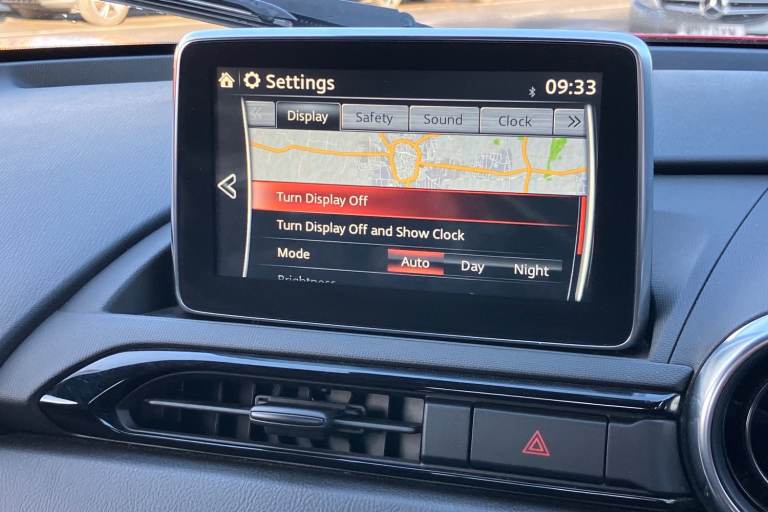 Settings 09:33
Display Safety Sound Clock
Turn Display Off
Turn Display Off and Show Clock
Mode Auto Day Night
Brightness